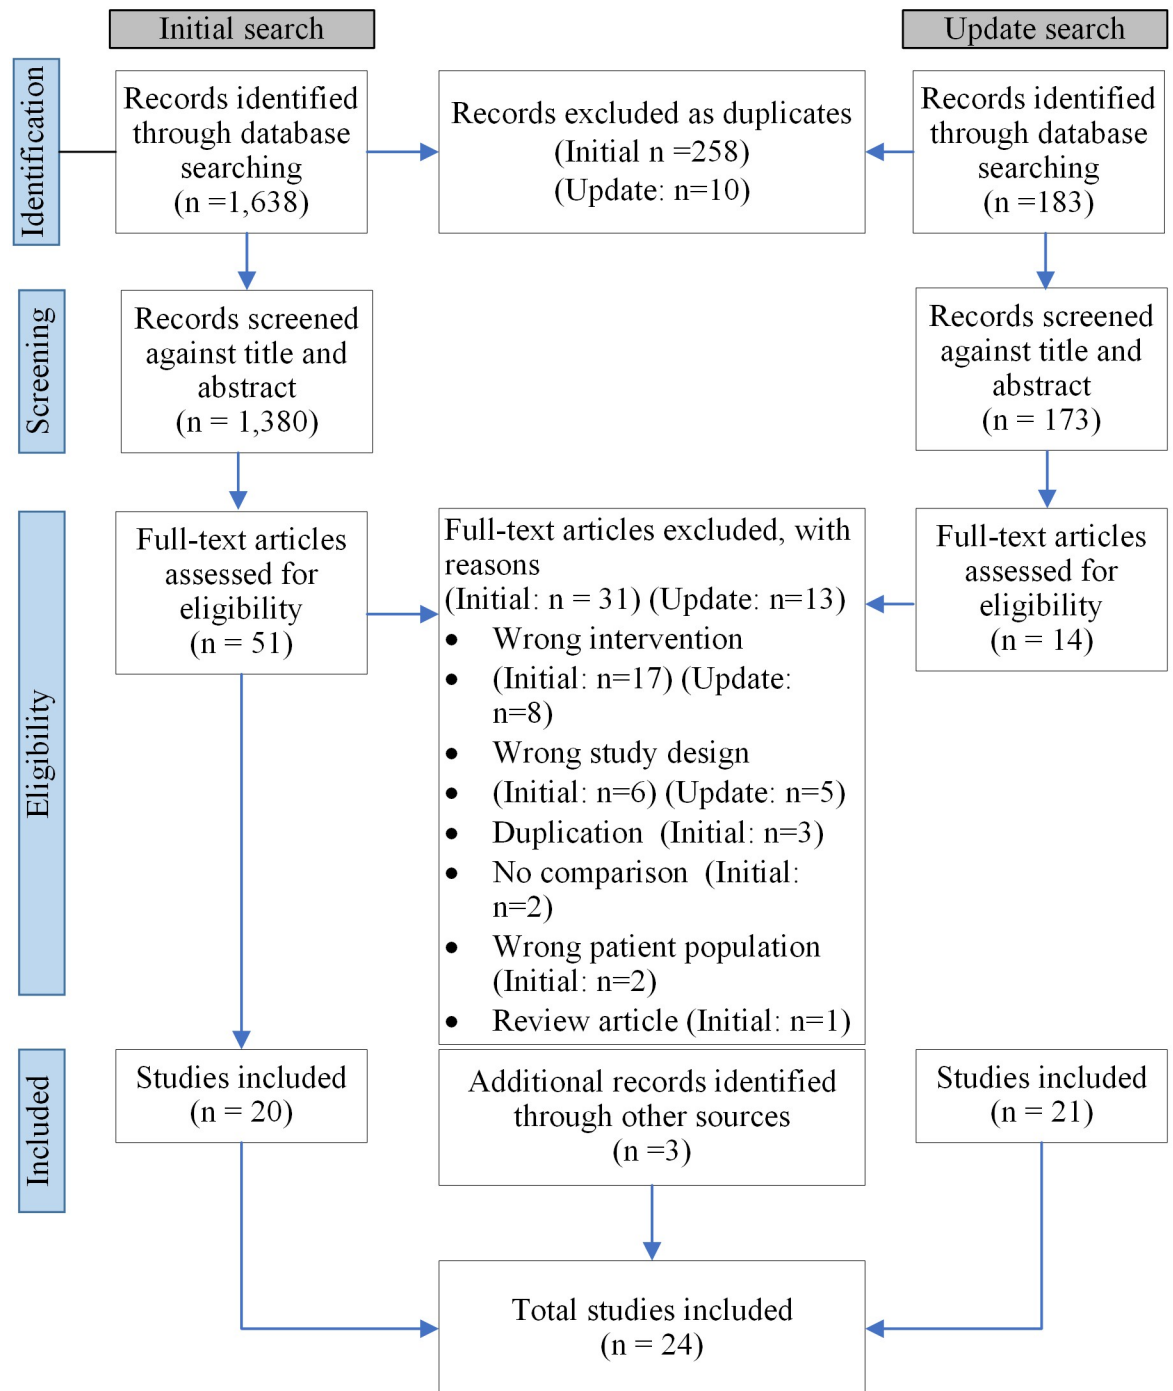 Initial search
Update search
Identification
Records identified
through database
searching
(n =1,638)
Records excluded as duplicates
(Initial n =258)
(Update: n=10)
Records identified
through database
searching
(n =183)
Screening
Records screened
against title and
abstract
(n = 1,380)
Records screened
against title and
abstract
(n = 173)
Eligibility
Full-text articles
assessed for
eligibility
(n = 51)
Full-text articles excluded, with
reasons
(Initial: n = 31) (Update: n=13)
• Wrong intervention
• (Initial: n=17) (Update:
n=8)
• Wrong study design
• (Initial: n=6) (Update: n=5)
• Duplication (Initial: n=3)
• No comparison (Initial:
n=2)
• Wrong patient population
(Initial: n=2)
• Review article (Initial: n=1)
Full-text articles
assessed for
eligibility
(n = 14)
Included
Studies included
(n = 20)
Additional records identified
through other sources
(n =3)
Studies included
(n = 21)
Total studies included
(n = 24)